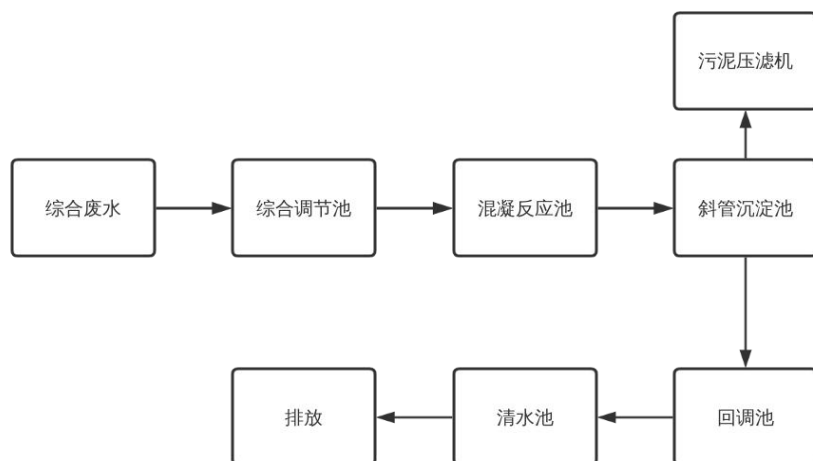 污泥压滤机
综合废水
综合调节池
混凝反应池
斜管沉淀池
排放
清水池
回调池